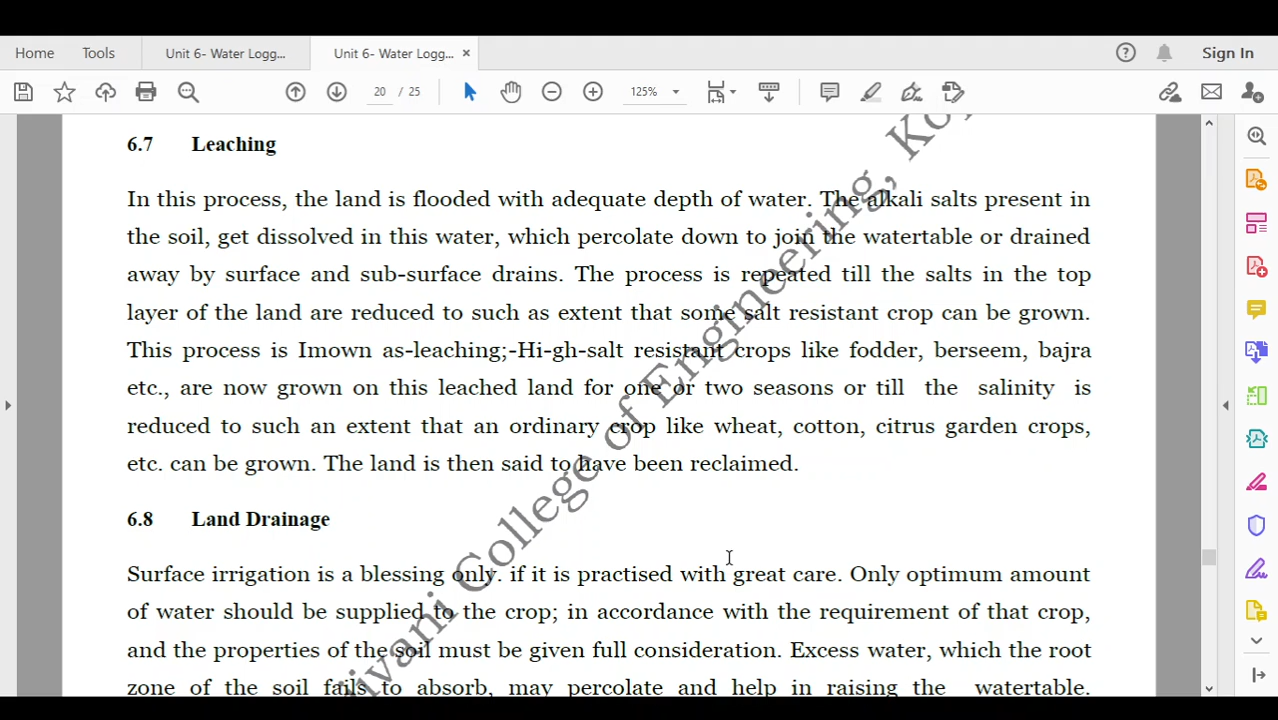 Home Tools Unit 6- Water Logg... Unit 6- Water Logg... × Sign In
20 / 25 125%
6.7 Leaching
In this process, the land is flooded with adequate depth of water. The alkali salts present in
the soil, get dissolved in this water, which percolate down to join the watertable or drained
away by surface and sub-surface drains. The process is repeated till the salts in the top
layer of the land are reduced to such as extent that some salt resistant crop can be grown.
This process is Imown as-leaching;-Hi-gh-salt resistant crops like fodder, berseem, bajra
etc., are now grown on this leached land for one or two seasons or till the salinity is
reduced to such an extent that an ordinary crop like wheat, cotton, citrus garden crops,
etc. can be grown. The land is then said to have been reclaimed.
6.8 Land Drainage
Surface irrigation is a blessing only. if it is practised with great care. Only optimum amount
of water should be supplied to the crop; in accordance with the requirement of that crop,
and the properties of the soil must be given full consideration. Excess water, which the root
zone of the soil fails to absorb, may percolate and help in raising the watertable.
College of Engineering,